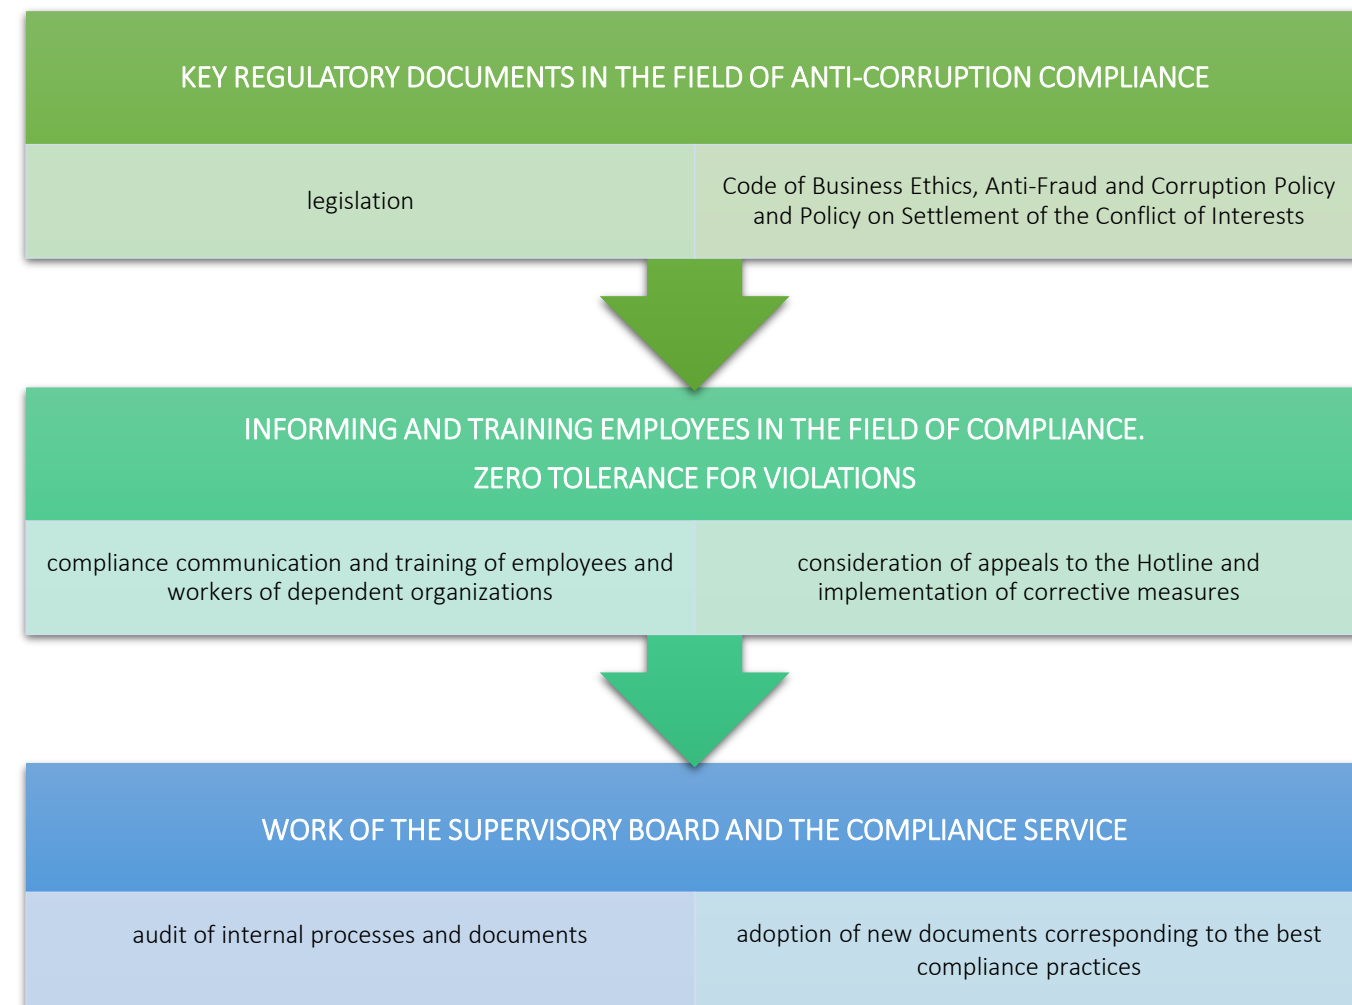 KEY REGULATORY DOCUMENTS IN THE FIELD OF ANTI-CORRUPTION COMPLIANCE
legislation
Code of Business Ethics, Anti-Fraud and Corruption Policy
and Policy on Settlement of the Conflict of Interests
INFORMING AND TRAINING EMPLOYEES IN THE FIELD OF COMPLIANCE.
ZERO TOLERANCE FOR VIOLATIONS
compliance communication and training of employees and
workers of dependent organizations
consideration of appeals to the Hotline and
implementation of corrective measures
WORK OF THE SUPERVISORY BOARD AND THE COMPLIANCE SERVICE
audit of internal processes and documents
adoption of new documents corresponding to the best
compliance practices